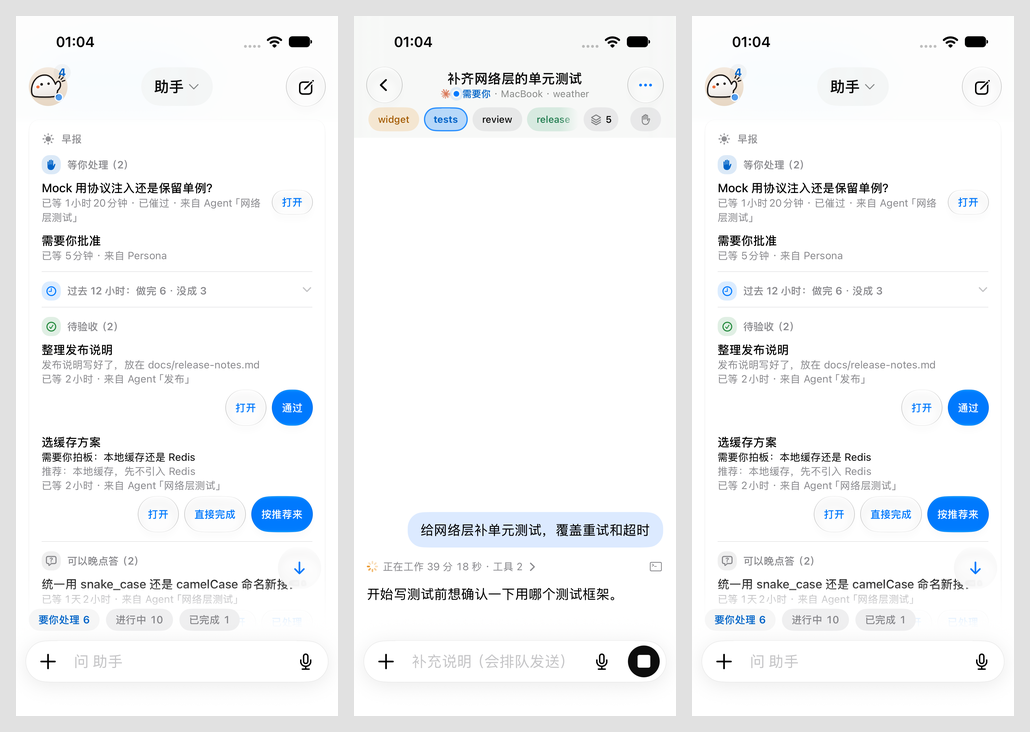 01:04
助手
早报
等你处理 (2)
Mock 用协议注入还是保留单例?
已等 1小时20分钟 · 已催过 · 来自 Agent「网络
层测试」
打开
需要你批准
已等 5分钟 · 来自 Persona
过去 12 小时: 做完 6 · 没成 3
待验收 (2)
整理发布说明
发布说明写好了，放在 docs/release-notes.md
已等 2小时 · 来自 Agent「发布」
打开
通过
选缓存方案
需要你拍板: 本地缓存还是 Redis
推荐: 本地缓存，先不引入 Redis
已等 2小时 · 来自 Agent「网络层测试」
打开
直接完成
按推荐来
可以晚点答 (2)
统一用 snake_case 还是 camelCase 命名新接
已等 1天2小时 · 来自 Agent「网络层测试」
要你处理 6
进行中 10
已完成 1
问 助手
01:04
补齐网络层的单元测试
需要你 · MacBook · weather
widget
tests
review
release
5
给网络层补单元测试，覆盖重试和超时
正在工作 39 分 18 秒 · 工具 2
开始写测试前想确认一下用哪个测试框架。
补充说明（会排队发送）
01:04
助手
早报
等你处理 (2)
Mock 用协议注入还是保留单例?
已等 1小时20分钟 · 已催过 · 来自 Agent「网络
层测试」
打开
需要你批准
已等 5分钟 · 来自 Persona
过去 12 小时: 做完 6 · 没成 3
待验收 (2)
整理发布说明
发布说明写好了，放在 docs/release-notes.md
已等 2小时 · 来自 Agent「发布」
打开
通过
选缓存方案
需要你拍板: 本地缓存还是 Redis
推荐: 本地缓存，先不引入 Redis
已等 2小时 · 来自 Agent「网络层测试」
打开
直接完成
按推荐来
可以晚点答 (2)
统一用 snake_case 还是 camelCase 命名新接
已等 1天2小时 · 来自 Agent「网络层测试」
要你处理 6
进行中 10
已完成 1
问 助手